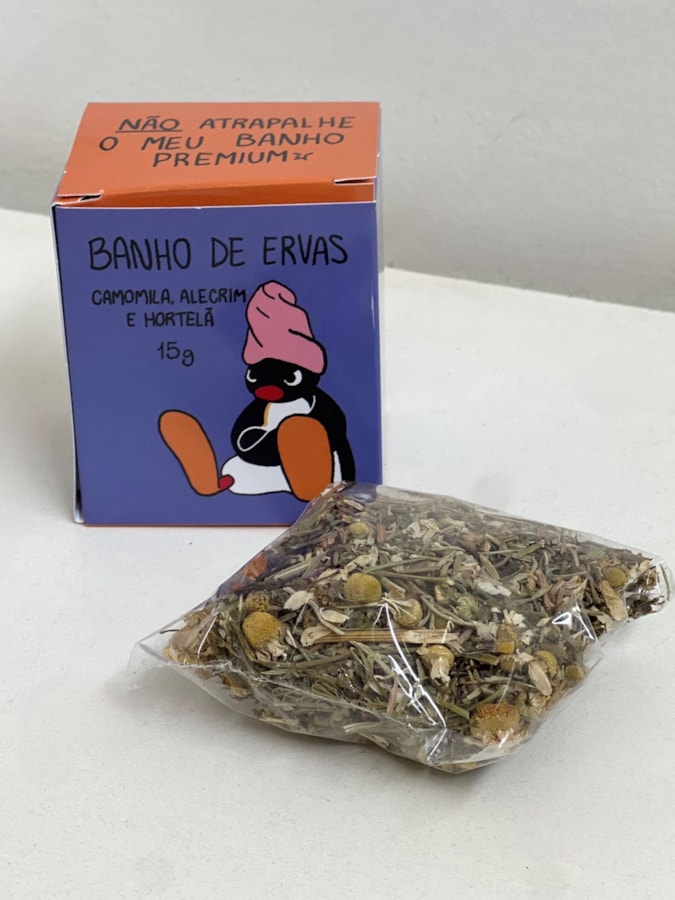 NÃO ATRAPALHE
O MEU BANHO
PREMIUM
BANHO DE ERVAS
CAMOMILA, ALECRIM
E HORTELÃ
15g